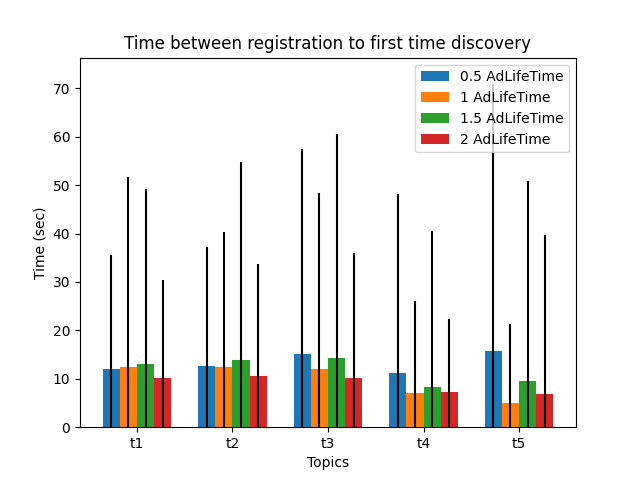 Time between registration to first time discovery
0.5 AdLifeTime
1 AdLifeTime
1.5 AdLifeTime
2 AdLifeTime
Time (sec)
70
60
50
40
30
20
10
0
t1 t2 t3 t4 t5
Topics